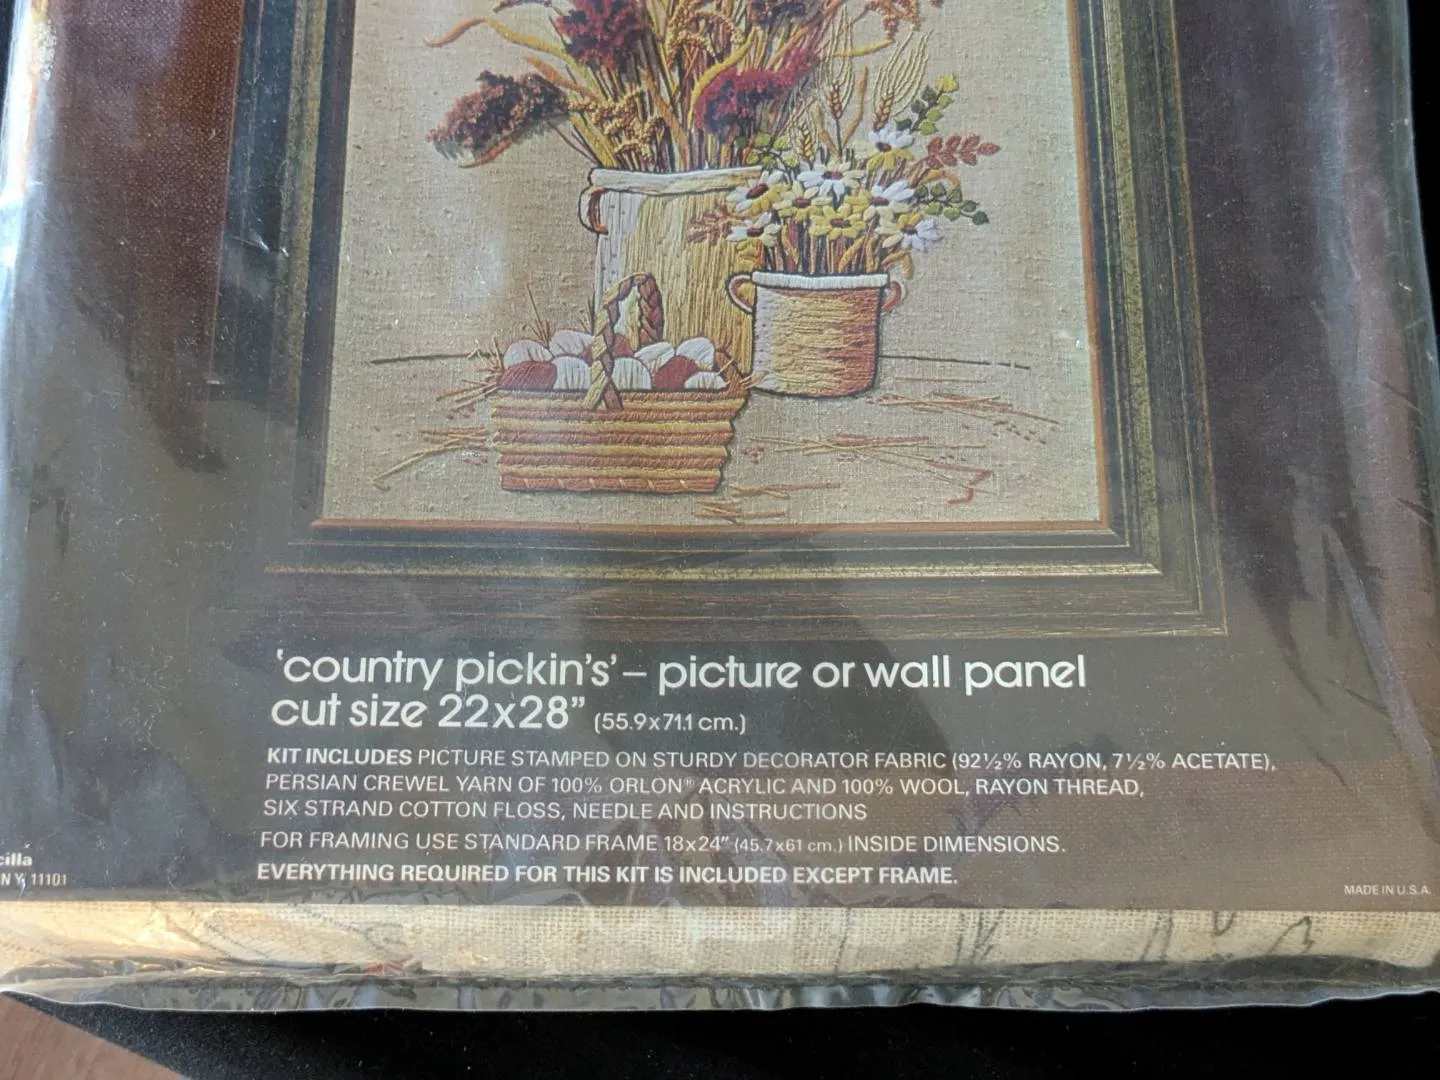 ‘country pickin's’ – picture or wall panel
cut size 22x28” (55.9x71.1 cm.)
KIT INCLUDES PICTURE STAMPED ON STURDY DECORATOR FABRIC (92½% RAYON, 7½% ACETATE),
PERSIAN CREWEL YARN OF 100% ORLON® ACRYLIC AND 100% WOOL, RAYON THREAD,
SIX STRAND COTTON FLOSS, NEEDLE AND INSTRUCTIONS
FOR FRAMING USE STANDARD FRAME 18x24” (45.7x61 cm.) INSIDE DIMENSIONS.
EVERYTHING REQUIRED FOR THIS KIT IS INCLUDED EXCEPT FRAME.
cilla
N.Y. 11101
MADE IN U.S.A.